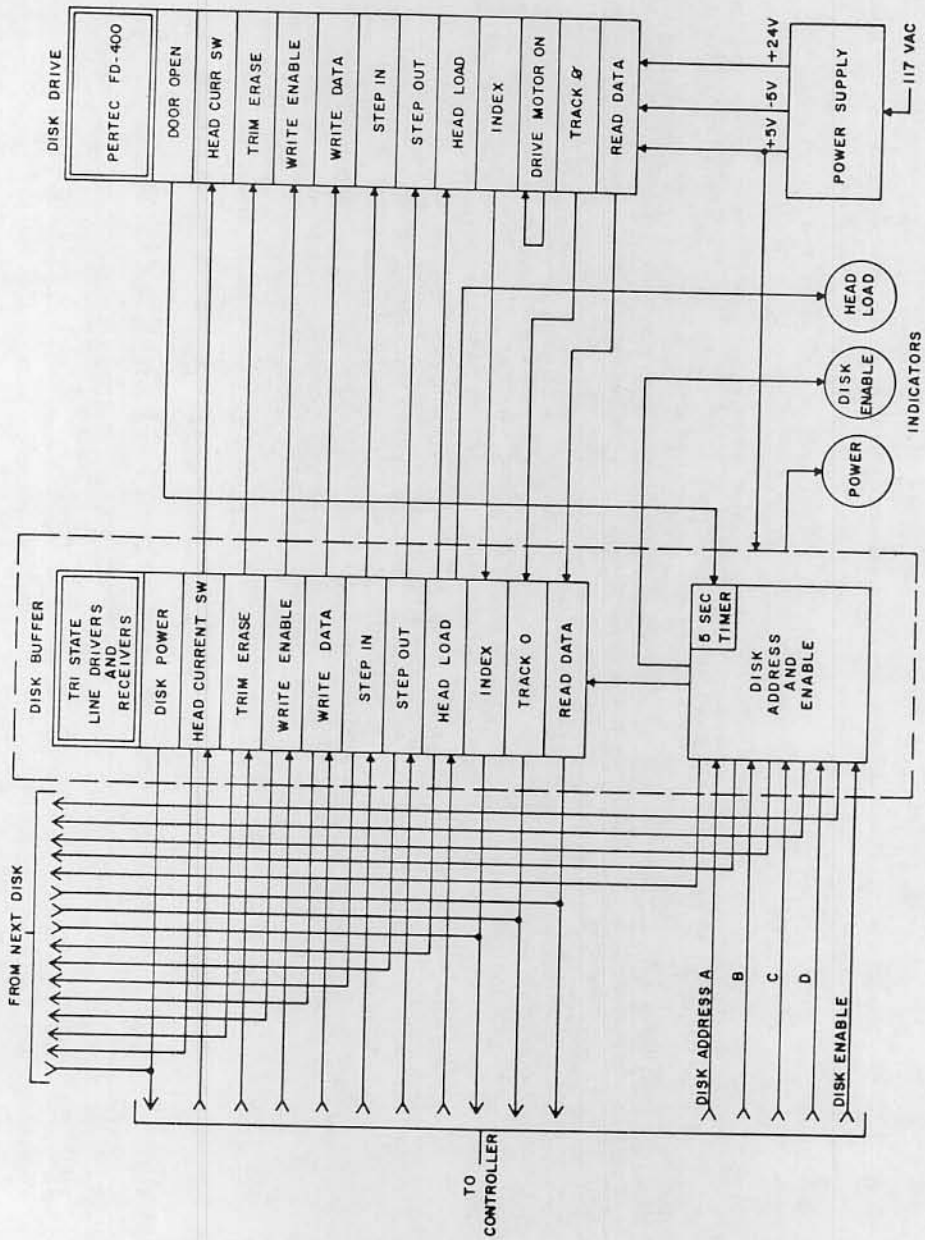 DISK DRIVE
PERTEC FD-400
DOOR OPEN
HEAD CURR SW
TRIM ERASE
WRITE ENABLE
WRITE DATA
STEP IN
STEP OUT
HEAD LOAD
INDEX
DRIVE MOTOR ON
TRACK Ø
READ DATA
+5V -5V +24V
POWER SUPPLY
117 VAC
DISK BUFFER
TRI STATE
LINE DRIVERS
AND
RECEIVERS
DISK POWER
HEAD CURRENT SW
TRIM ERASE
WRITE ENABLE
WRITE DATA
STEP IN
STEP OUT
HEAD LOAD
INDEX
TRACK 0
READ DATA
5 SEC
TIMER
DISK
ADDRESS
AND
ENABLE
POWER
DISK
ENABLE
HEAD
LOAD
INDICATORS
FROM NEXT DISK
TO
CONTROLLER
DISK ADDRESS A
B
C
D
DISK ENABLE